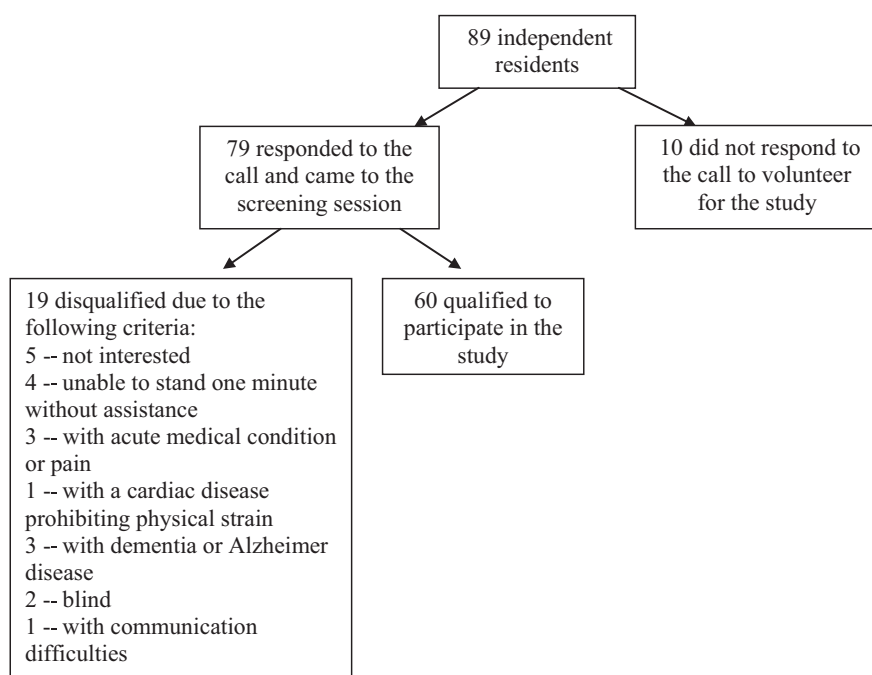 89 independent
residents
79 responded to the
call and came to the
screening session
10 did not respond to
the call to volunteer
for the study
19 disqualified due to the
following criteria:
5 -- not interested
4 -- unable to stand one minute
without assistance
3 -- with acute medical condition
or pain
1 -- with a cardiac disease
prohibiting physical strain
3 -- with dementia or Alzheimer
disease
2 -- blind
1 -- with communication
difficulties
60 qualified to
participate in the
study